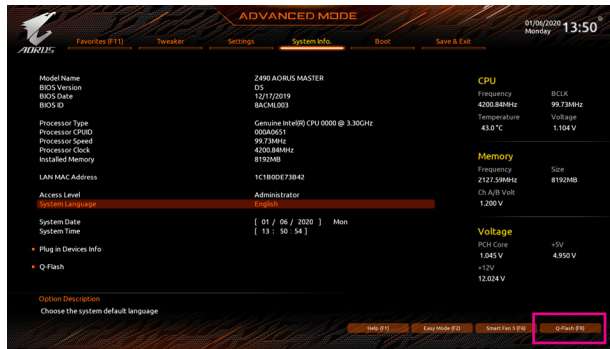 ADVANCED MODE
01/06/2020 Monday 13:50
AORUS
Favorites (F11) Tweaker Settings System Info. Boot Save & Exit
Model Name Z490 AORUS MASTER
BIOS Version D5
BIOS Date 12/17/2019
BIOS ID 8ACML003
Processor Type Genuine Intel(R) CPU 0000 @ 3.30GHz
Processor CPUID 000A0651
Processor Speed 99.73MHz
Processor Clock 4200.84MHz
Installed Memory 8192MB
LAN MAC Address 1C1B0DE73B42
Access Level Administrator
System Language English
System Date [ 01 / 06 / 2020 ] Mon
System Time [ 13 : 50 : 54 ]
Plug in Devices Info
Q-Flash
CPU
Frequency BCLK
4200.84MHz 99.73MHz
Temperature Voltage
43.0 °C 1.104 V
Memory
Frequency Size
2127.59MHz 8192MB
Ch A/B Volt
1.200 V
Voltage
PCH Core +5V
1.045 V 4.950 V
+12V
12.024 V
Option Description
Choose the system default language
Help (F1) Easy Mode (F2) Smart Fan 5 (F6) Q-Flash (F8)